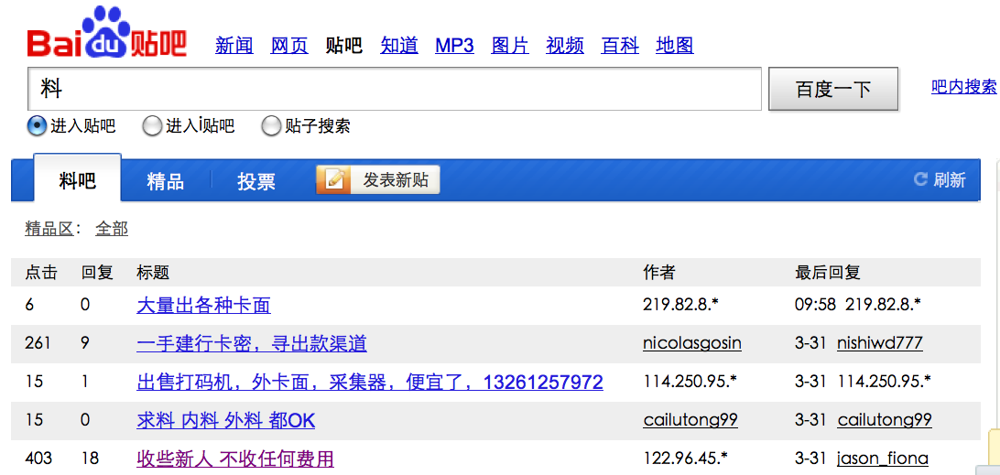 Bai du 贴吧 新闻 网页 贴吧 知道 MP3 图片 视频 百科 地图
料 百度一下 吧内搜索
进入贴吧 进入i贴吧 贴子搜索
料吧 精品 投票 发表新贴 刷新
精品区： 全部
点击 回复 标题 作者 最后回复
6 0 大量出各种卡面 219.82.8.* 09:58 219.82.8.*
261 9 一手建行卡密，寻出款渠道 nicolasgosin 3-31 nishiwd777
15 1 出售打码机，外卡面，采集器，便宜了，13261257972 114.250.95.* 3-31 114.250.95.*
15 0 求料 内料 外料 都OK cailutong99 3-31 cailutong99
403 18 收些新人 不收任何费用 122.96.45.* 3-31 jason_fiona